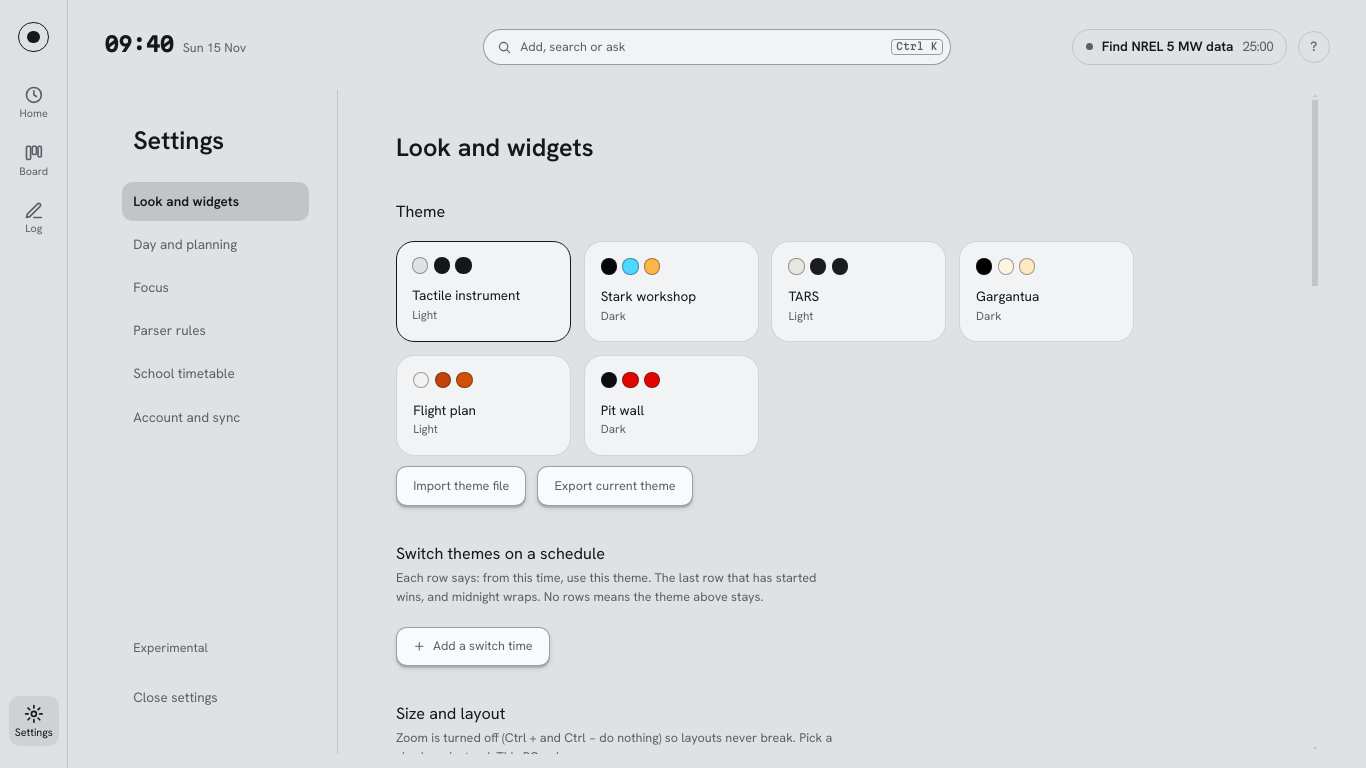 09:40 Sun 15 Nov
Add, search or ask
Ctrl K
Find NREL 5 MW data 25:00
?
Home
Board
Log
Settings
Settings
Look and widgets
Day and planning
Focus
Parser rules
School timetable
Account and sync
Experimental
Close settings
Look and widgets
Theme
Tactile instrument
Light
Stark workshop
Dark
TARS
Light
Gargantua
Dark
Flight plan
Light
Pit wall
Dark
Import theme file
Export current theme
Switch themes on a schedule
Each row says: from this time, use this theme. The last row that has started
wins, and midnight wraps. No rows means the theme above stays.
+ Add a switch time
Size and layout
Zoom is turned off (Ctrl + and Ctrl − do nothing) so layouts never break. Pick a